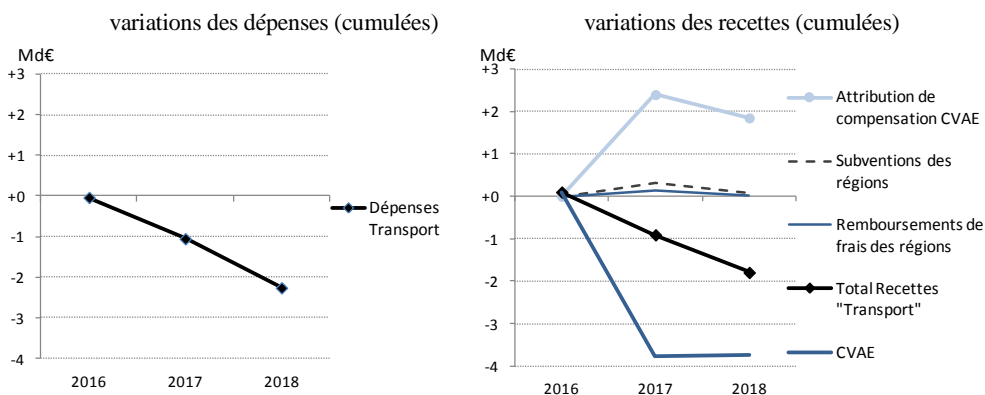 variations des dépenses (cumulées)
Md€
+3
+2
+1
+0
-1
-2
-3
-4
2016 2017 2018
Dépenses
Transport
variations des recettes (cumulées)
Md€
+3
+2
+1
+0
-1
-2
-3
-4
2016 2017 2018
Attribution de
compensation CVAE
Subventions des
régions
Remboursements de
frais des régions
Total Recettes
"Transport"
CVAE